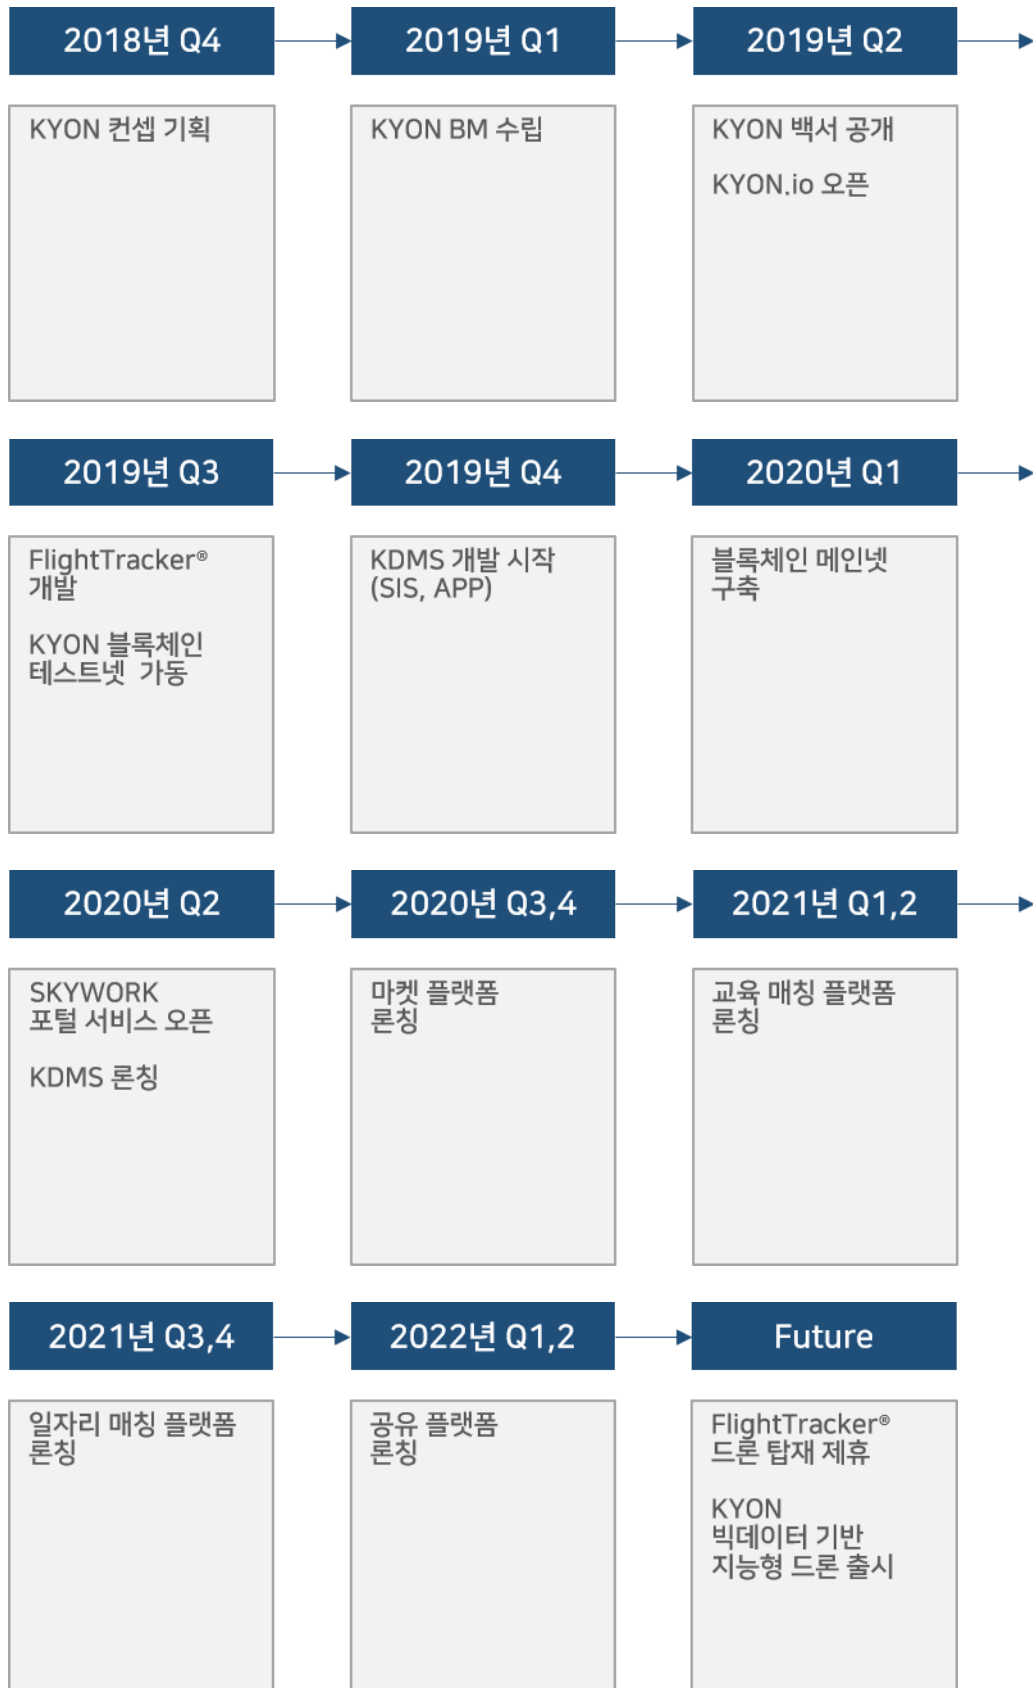 2018년 Q4
KYON 컨셉 기획
2019년 Q1
KYON BM 수립
2019년 Q2
KYON 백서 공개
KYON.io 오픈
2019년 Q3
FlightTracker®
개발
KYON 블록체인
테스트넷 가동
2019년 Q4
KDMS 개발 시작
(SIS, APP)
2020년 Q1
블록체인 메인넷
구축
2020년 Q2
SKYWORK
포털 서비스 오픈
KDMS 론칭
2020년 Q3,4
마켓 플랫폼
론칭
2021년 Q1,2
교육 매칭 플랫폼
론칭
2021년 Q3,4
일자리 매칭 플랫폼
론칭
2022년 Q1,2
공유 플랫폼
론칭
Future
FlightTracker®
드론 탑재 제휴
KYON
빅데이터 기반
지능형 드론 출시